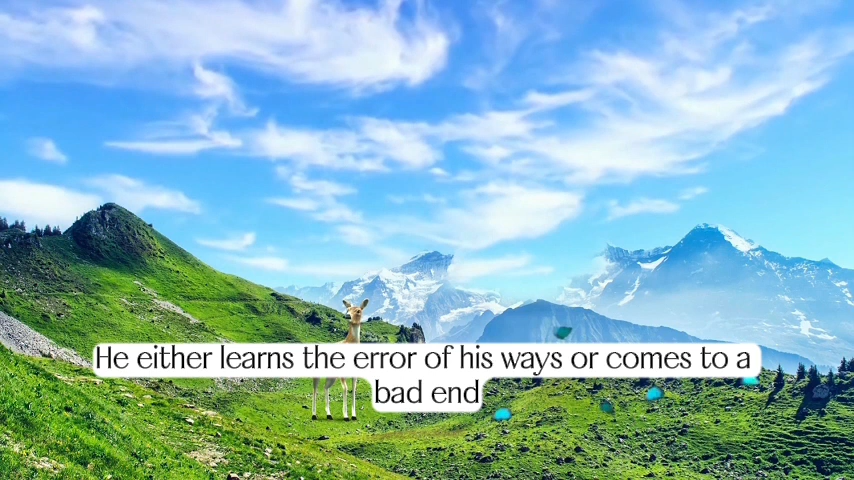 He either learns the error of his ways or comes to a
bad end